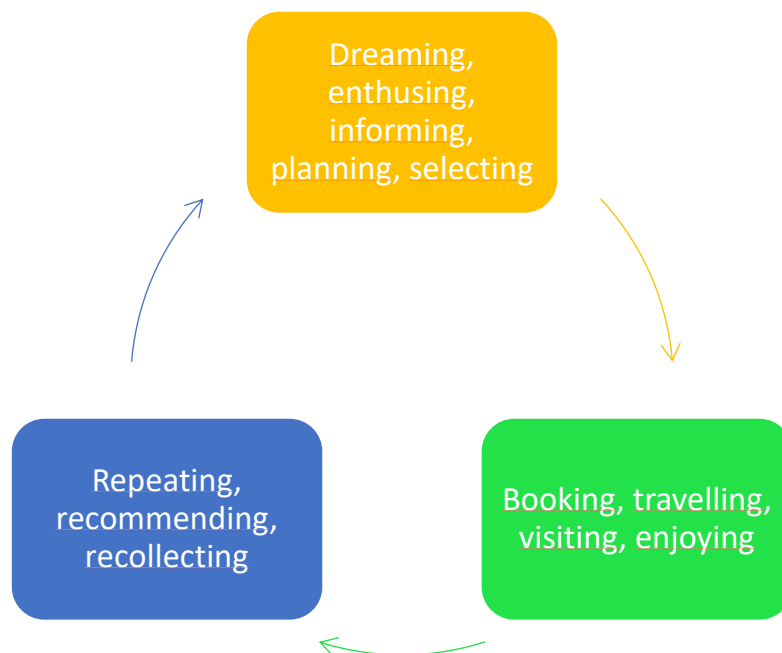 Dreaming,
enthusing,
informing,
planning, selecting
Booking, travelling,
visiting, enjoying
Repeating,
recommending,
recollecting